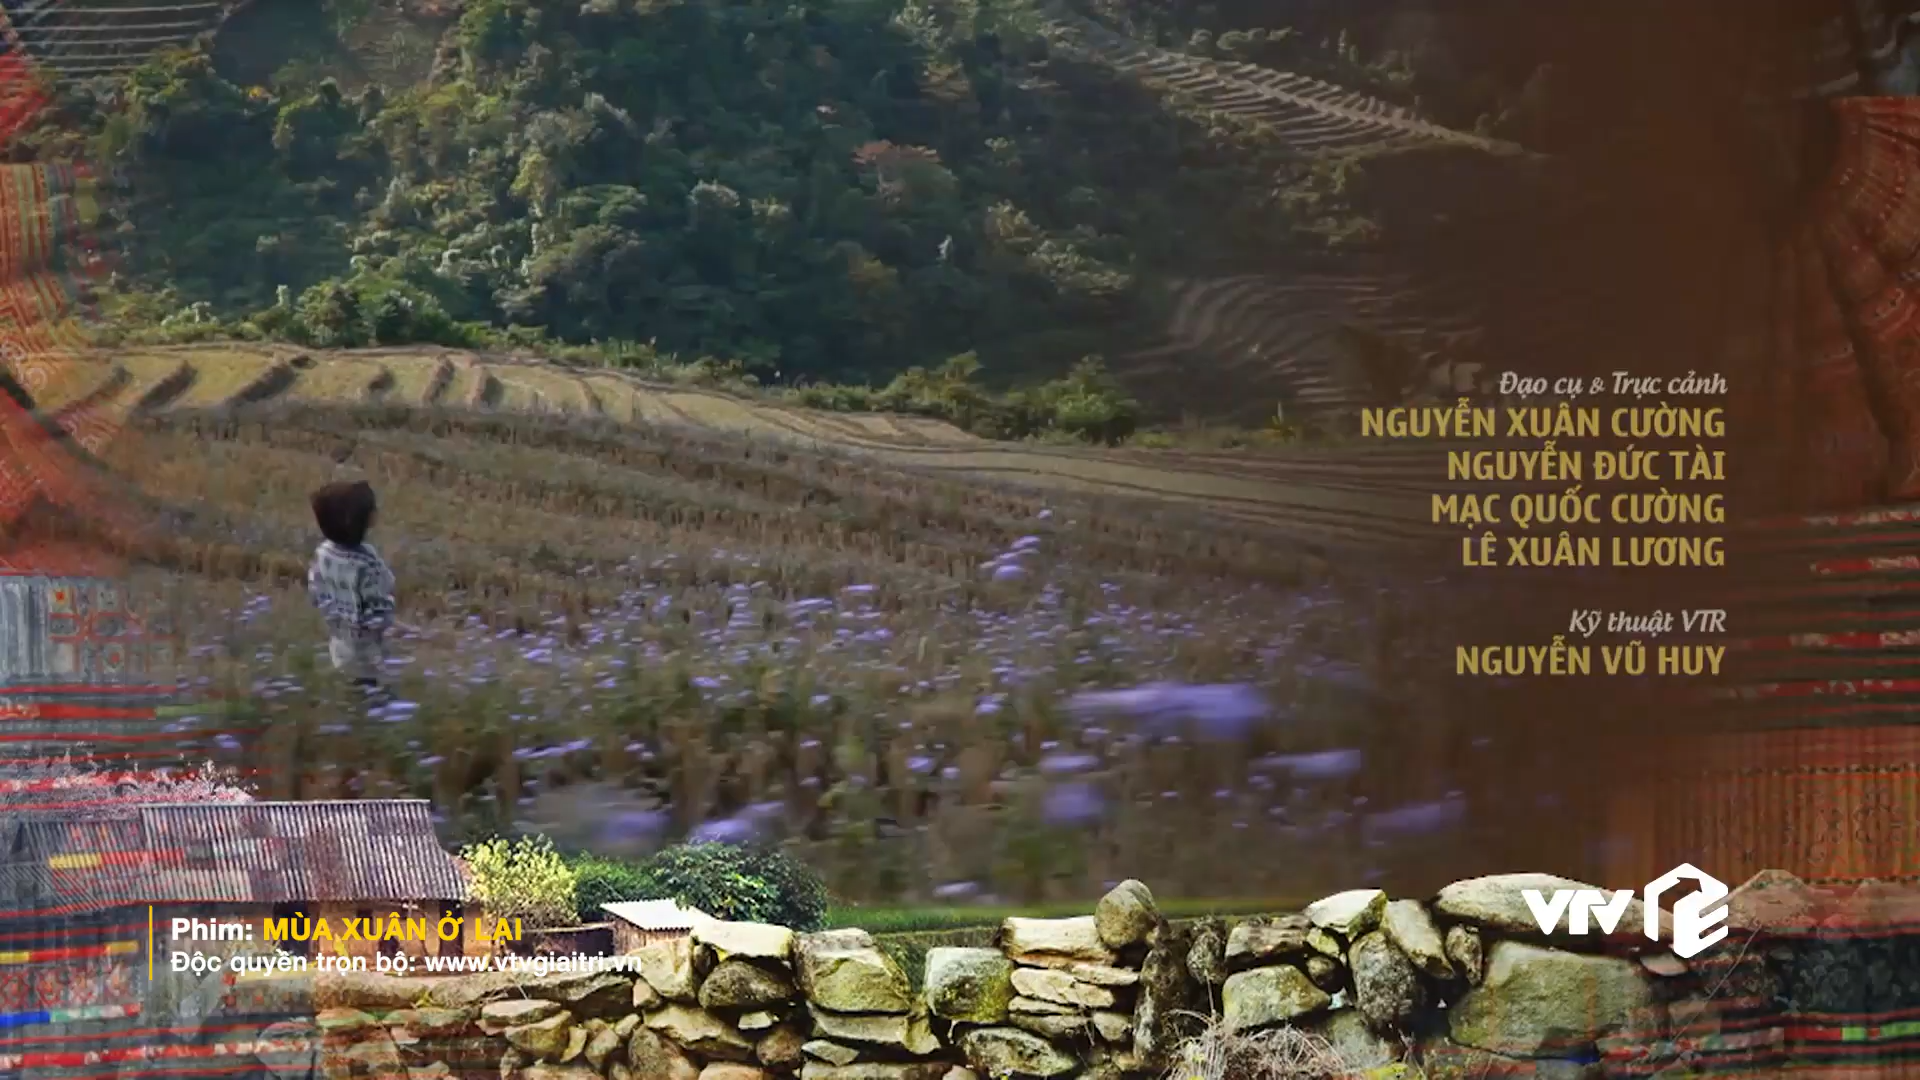 Đạo cụ & Trực cảnh
NGUYỄN XUÂN CƯỜNG
NGUYỄN ĐỨC TÀI
MẠC QUỐC CƯỜNG
LÊ XUÂN LƯƠNG
Kỹ thuật VTR
NGUYỄN VŨ HUY
VTV
Phim: MÙA XUÂN Ở LẠI
Độc quyền trọn bộ: www.vtvgiaitri.vn